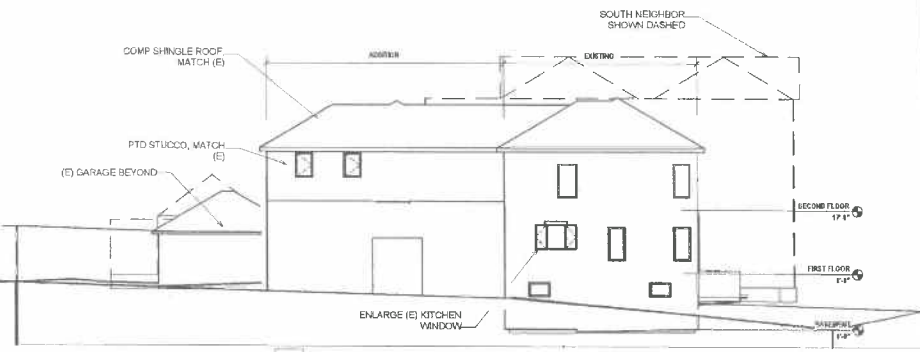 SOUTH NEIGHBOR
SHOWN DASHED
COMP SHINGLE ROOF,
MATCH (E)
ADDITION
EXISTING
PTD STUCCO, MATCH
(E)
(E) GARAGE BEYOND
SECOND FLOOR
FIRST FLOOR
ENLARGE (E) KITCHEN
WINDOW
BASEMENT